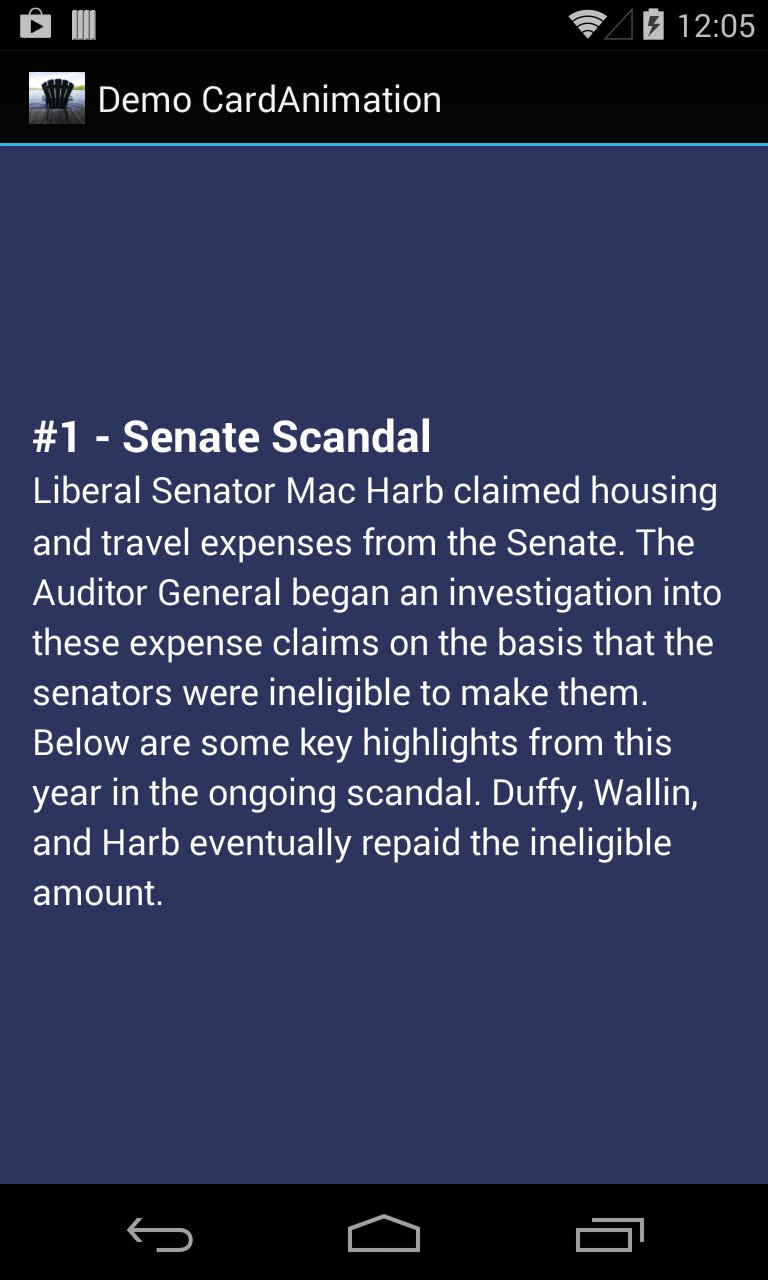 12:05
Demo CardAnimation
#1 - Senate Scandal
Liberal Senator Mac Harb claimed housing
and travel expenses from the Senate. The
Auditor General began an investigation into
these expense claims on the basis that the
senators were ineligible to make them.
Below are some key highlights from this
year in the ongoing scandal. Duffy, Wallin,
and Harb eventually repaid the ineligible
amount.